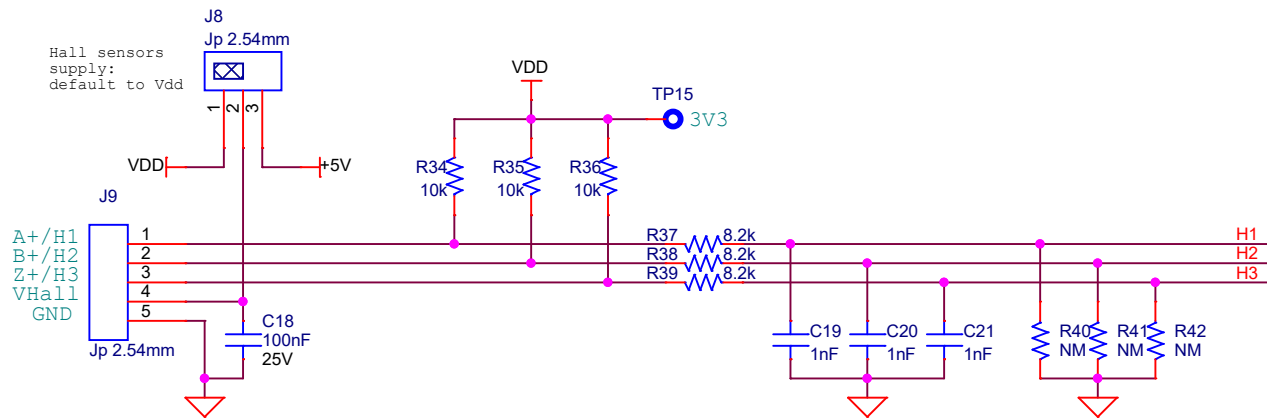 J8
Jp 2.54mm
Hall sensors
supply:
default to Vdd
1
2
3
VDD
+5V
VDD
TP15
3V3
R34
10k
R35
10k
R36
10k
J9
A+/H1
B+/H2
Z+/H3
VHall
GND
1
2
3
4
5
Jp 2.54mm
R37
8.2k
R38
8.2k
R39
8.2k
H1
H2
H3
C18
100nF
25V
C19
1nF
C20
1nF
C21
1nF
R40
NM
R41
NM
R42
NM